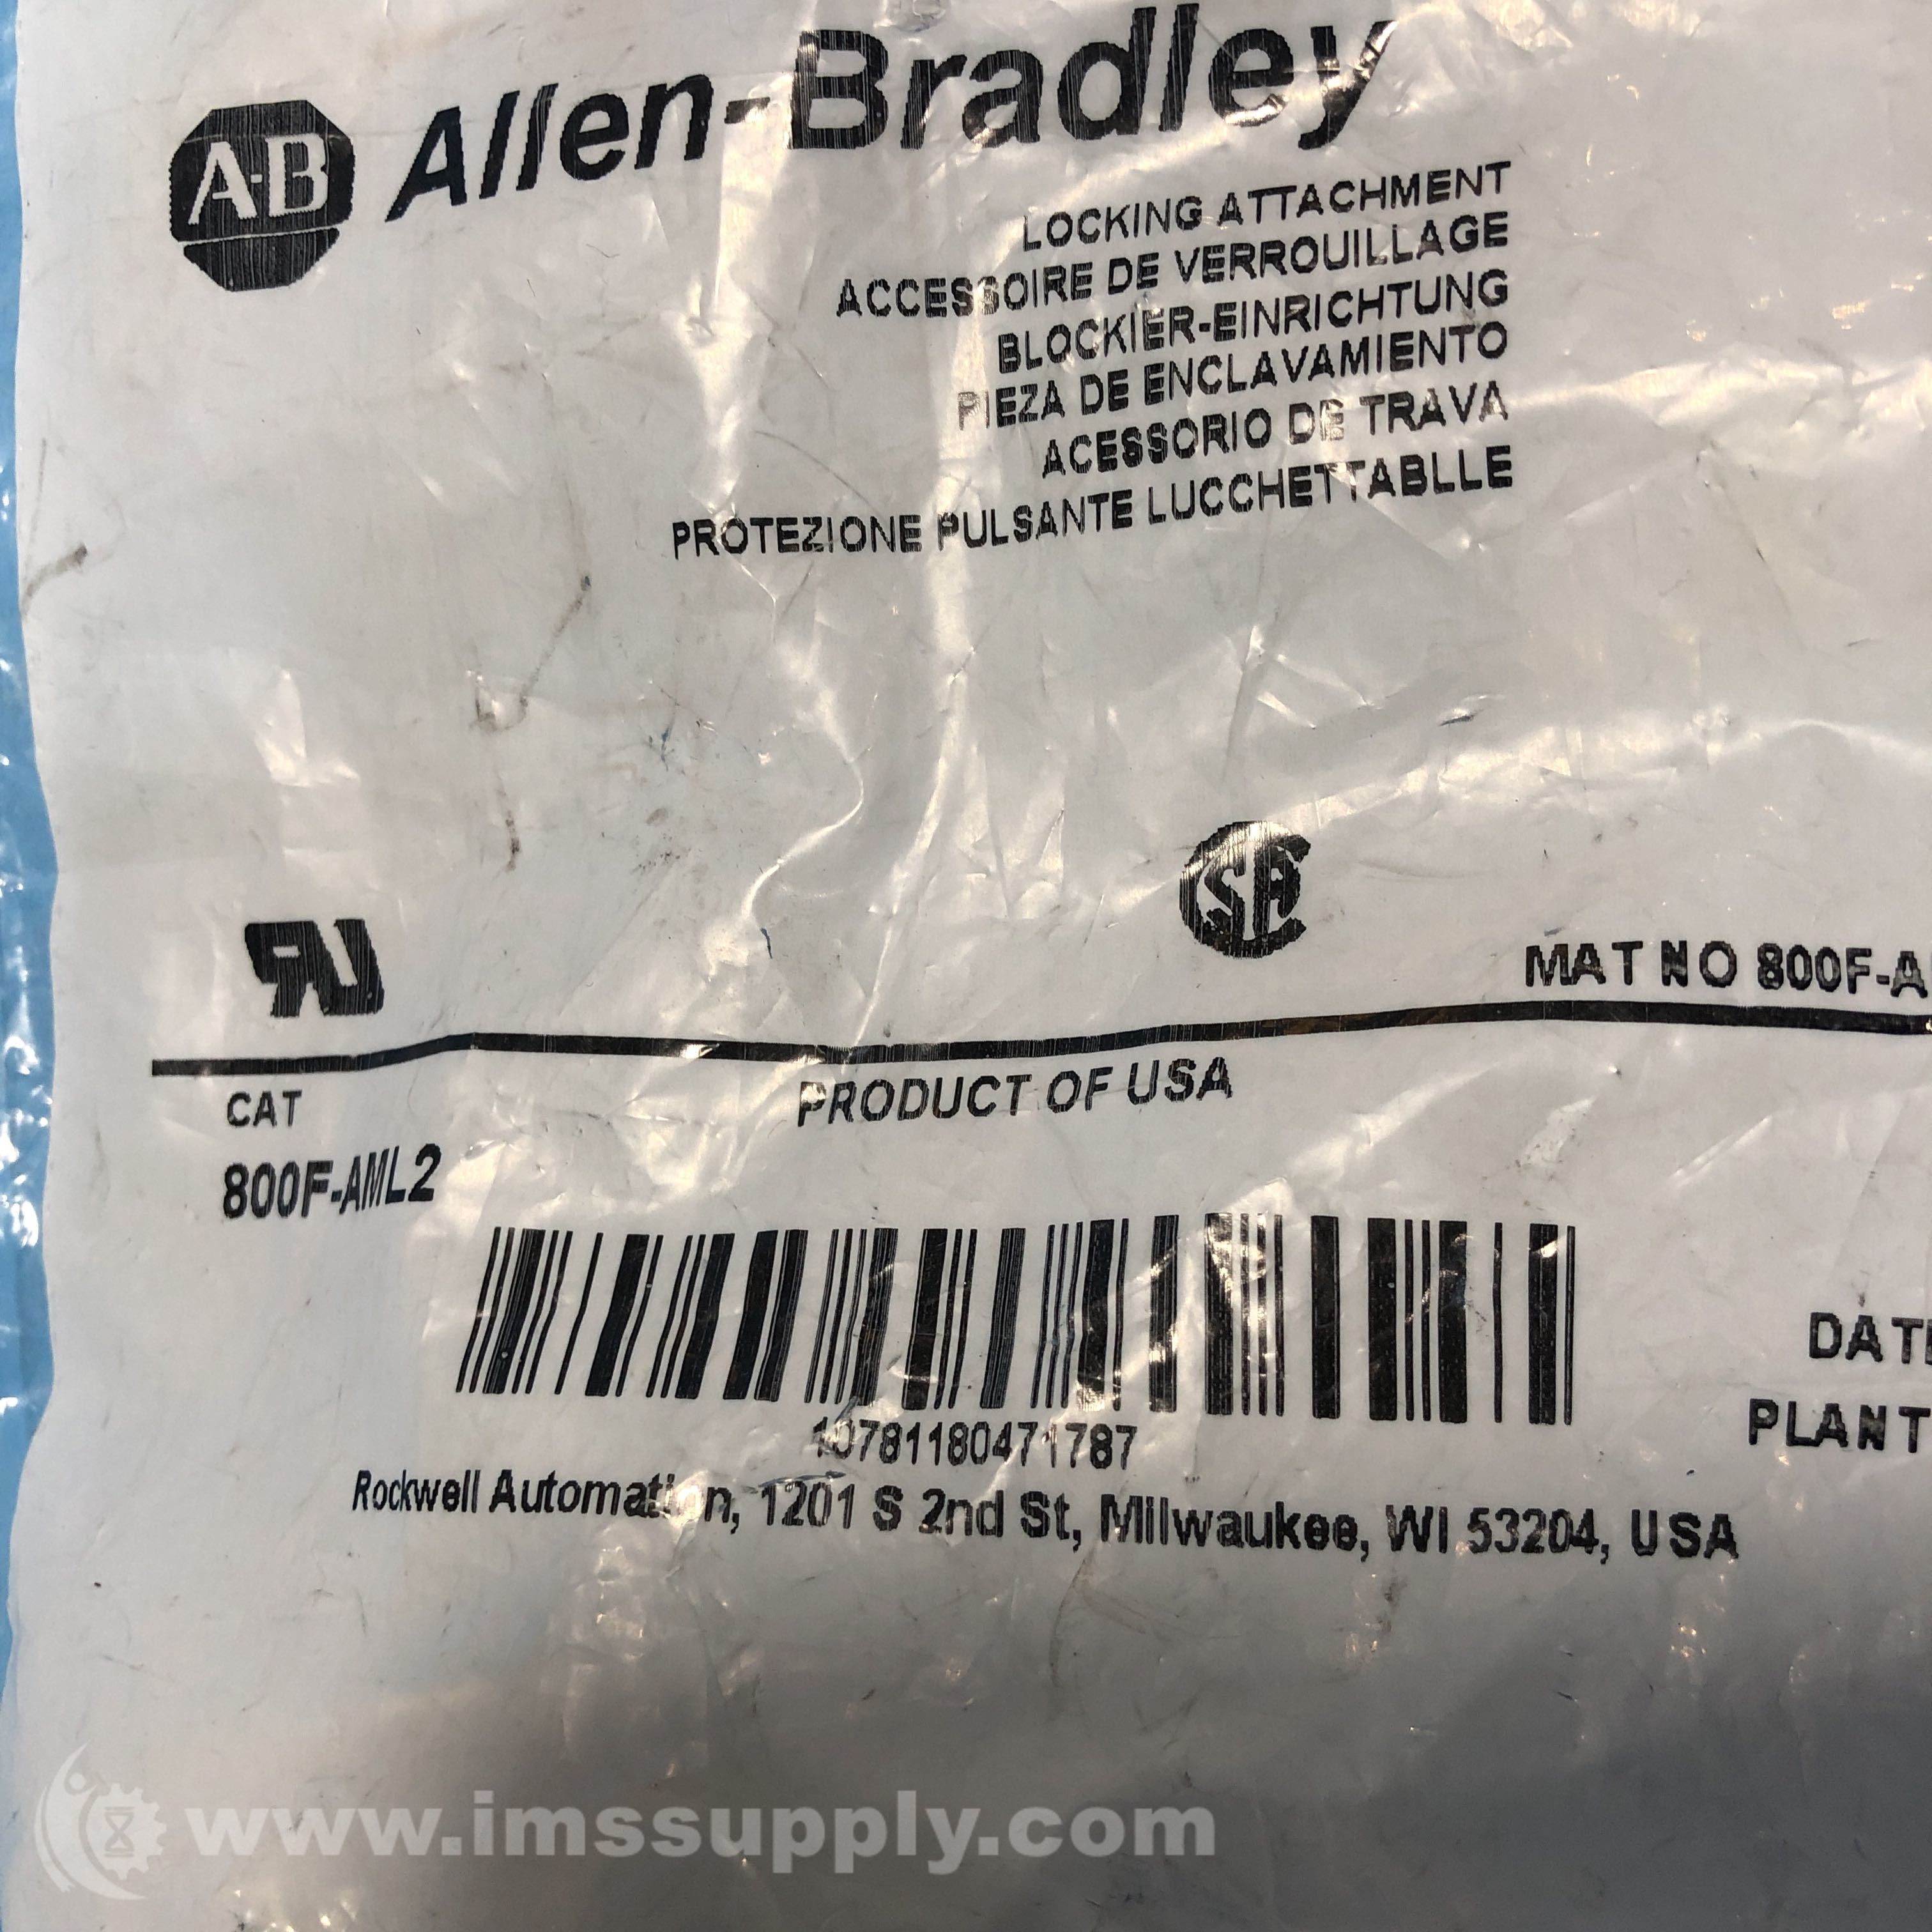 A-B Allen-Bradley
LOCKING ATTACHMENT
ACCESSOIRE DE VERROUILLAGE
BLOCKIER-EINRICHTUNG
PIEZA DE ENCLAVAMIENTO
ACESSORIO DE TRAVA
PROTEZIONE PULSANTE LUCCHETTABLLE
MAT NO 800F-A
CAT
PRODUCT OF USA
800F-AML2
10781180471787
DAT
PLANT
Rockwell Automation, 1201 S 2nd St, Milwaukee, WI 53204, USA
www.imssupply.com